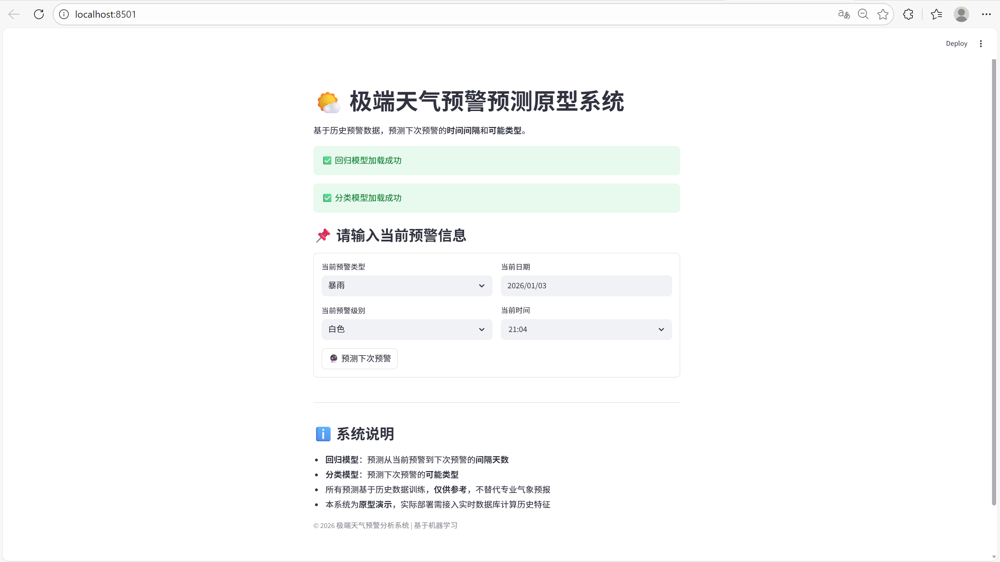 localhost:8501
Deploy
极端天气预警预测原型系统
基于历史预警数据，预测下次预警的时间间隔和可能类型。
回归模型加载成功
分类模型加载成功
请输入当前预警信息
当前预警类型
当前日期
暴雨
2026/01/03
当前预警级别
当前时间
白色
21:04
预测下次预警
系统说明
回归模型：预测从当前预警到下次预警的间隔天数
分类模型：预测下次预警的可能类型
所有预测基于历史数据训练，仅供参考，不替代专业气象预报
本系统为原型演示，实际部署需接入实时数据库计算历史特征
© 2026 极端天气预警分析系统 | 基于机器学习